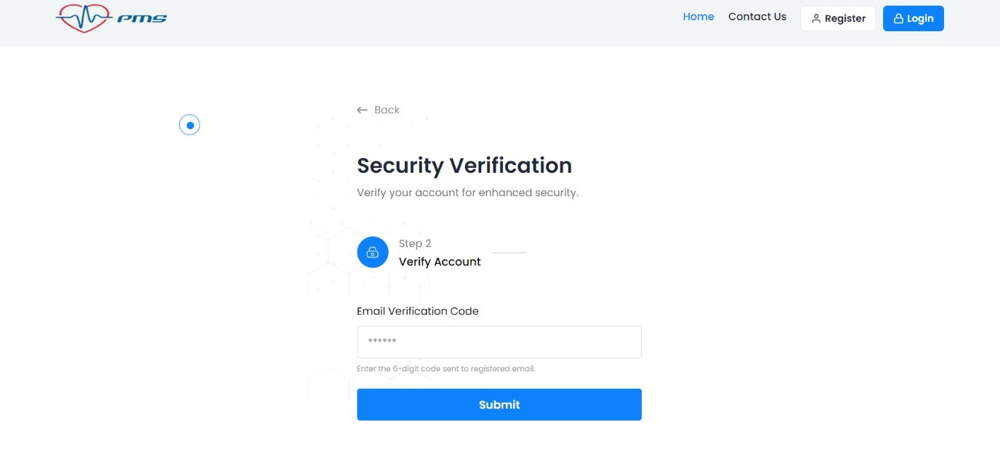 PMS
Home Contact Us Register Login
Back
Security Verification
Verify your account for enhanced security.
Step 2
Verify Account
Email Verification Code
******
Enter the 6-digit code sent to registered email.
Submit